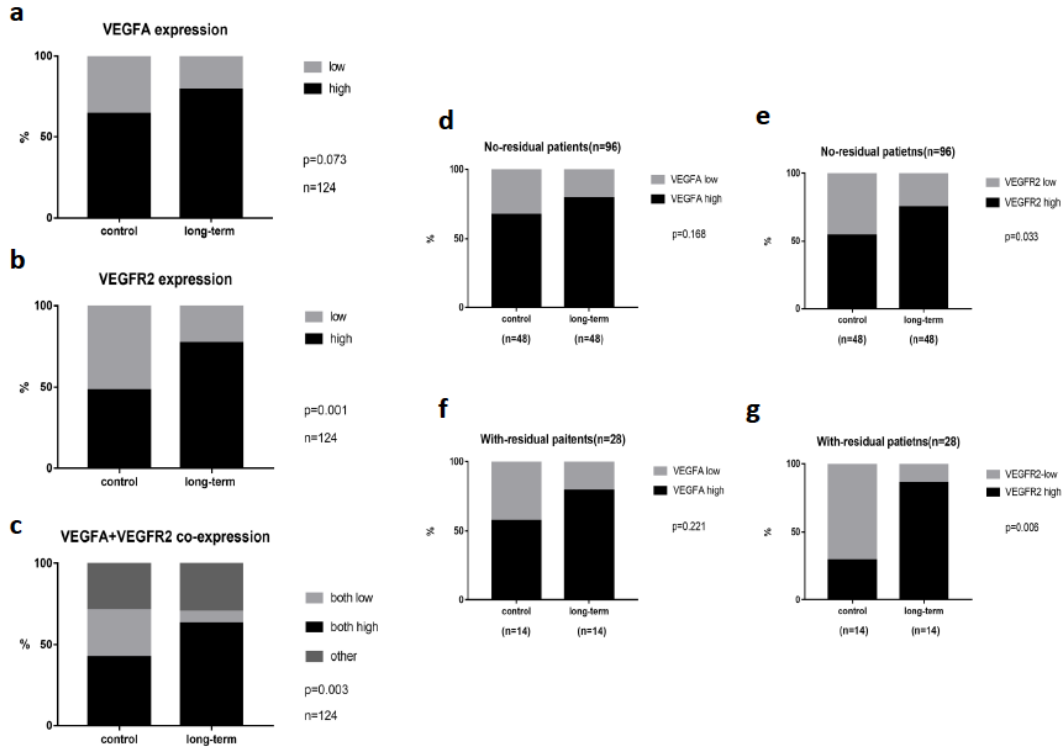 a
VEGFA expression
100
50
0
%
control long-term
low
high
p=0.073
n=124
b
VEGFR2 expression
100
50
0
%
control long-term
low
high
p=0.001
n=124
c
VEGFA+VEGFR2 co-expression
100
50
0
%
control long-term
both low
both high
other
p=0.003
n=124
d
No-residual patients(n=96)
100
50
0
%
control long-term
(n=48) (n=48)
VEGFA low
VEGFA high
p=0.168
e
No-residual patietns(n=96)
100
50
0
%
control long-term
(n=48) (n=48)
VEGFR2 low
VEGFR2 high
p=0.033
f
With-residual paitents(n=28)
100
50
0
%
control long-term
(n=14) (n=14)
VEGFA low
VEGFA high
p=0.221
g
With-residual patietns(n=28)
100
50
0
%
control long-term
(n=14) (n=14)
VEGFR2-low
VEGFR2 high
p=0.006